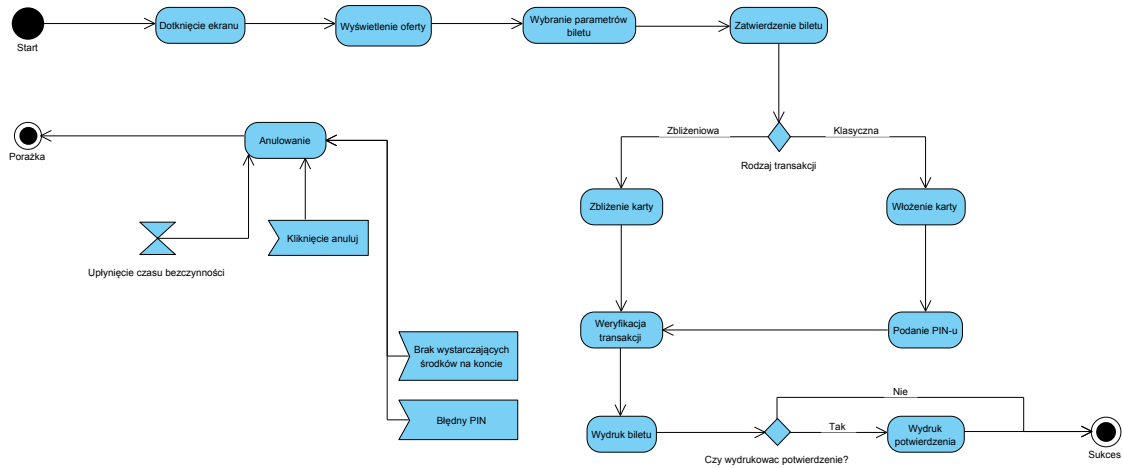 Start
Dotknięcie ekranu
Wyświetlenie oferty
Wybranie parametrów
biletu
Zatwierdzenie biletu
Zbliżeniowa
Klasyczna
Rodzaj transakcji
Porażka
Anulowanie
Zbliżenie karty
Włożenie karty
Kliknięcie anuluj
Upłynięcie czasu bezczynności
Weryfikacja
transakcji
Podanie PIN-u
Brak wystarczających
środków na koncie
Błędny PIN
Wydruk biletu
Nie
Tak
Wydruk
potwierdzenia
Czy wydrukowac potwierdzenie?
Sukces